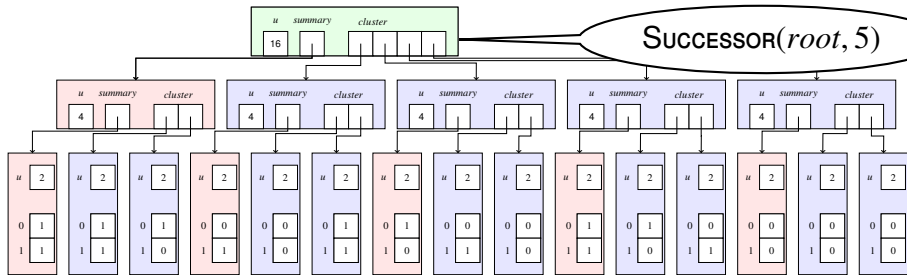 u summary cluster
16
SUCCESSOR(root, 5)
u summary cluster u summary cluster u summary cluster u summary cluster u summary cluster
4 4 4 4 4
u 2 u 2 u 2 u 2 u 2 u 2 u 2 u 2 u 2 u 2 u 2 u 2 u 2 u 2 u 2
0 1 0 1 0 1 0 0 0 0 0 1 0 1 0 0 0 0 0 1 0 1 0 0 0 0 0 0 0 0
1 1 1 1 1 0 1 1 1 0 1 1 1 0 1 1 1 0 1 1 1 0 1 1 1 0 1 0 1 0